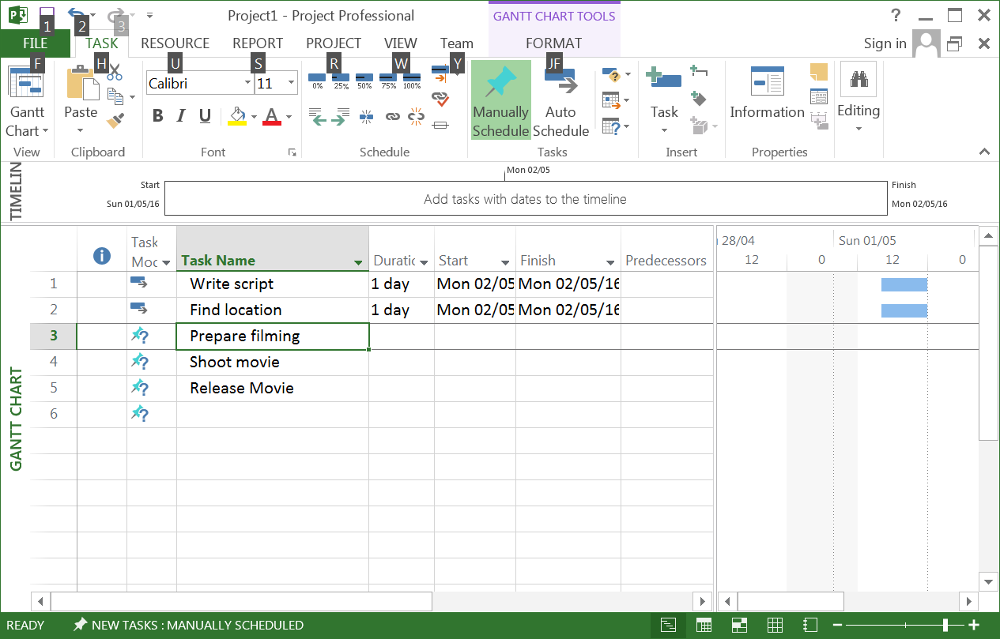 Project1 - Project Professional
GANTT CHART TOOLS
?
1
2
3
FILE
TASK
RESOURCE
REPORT
PROJECT
VIEW
Team
FORMAT
Sign in
F
H
U
S
R
W
Y
JF
Gantt
Chart
View
Paste
Clipboard
Calibri
11
B I U
A
Font
0% 25% 50% 75% 100%
Schedule
Manually
Schedule
Auto
Schedule
Tasks
Task
Insert
Information
Properties
Editing
TIMELIN
Mon 02/05
Start
Sun 01/05/16
Add tasks with dates to the timeline
Finish
Mon 02/05/16
GANTT CHART
Task
Moc
Task Name
Duratic
Start
Finish
Predecessors
28/04
Sun 01/05
12 0 12 0
1 Write script 1 day Mon 02/05 Mon 02/05/16
2 Find location 1 day Mon 02/05 Mon 02/05/16
3 Prepare filming
4 Shoot movie
5 Release Movie
6
READY
NEW TASKS : MANUALLY SCHEDULED